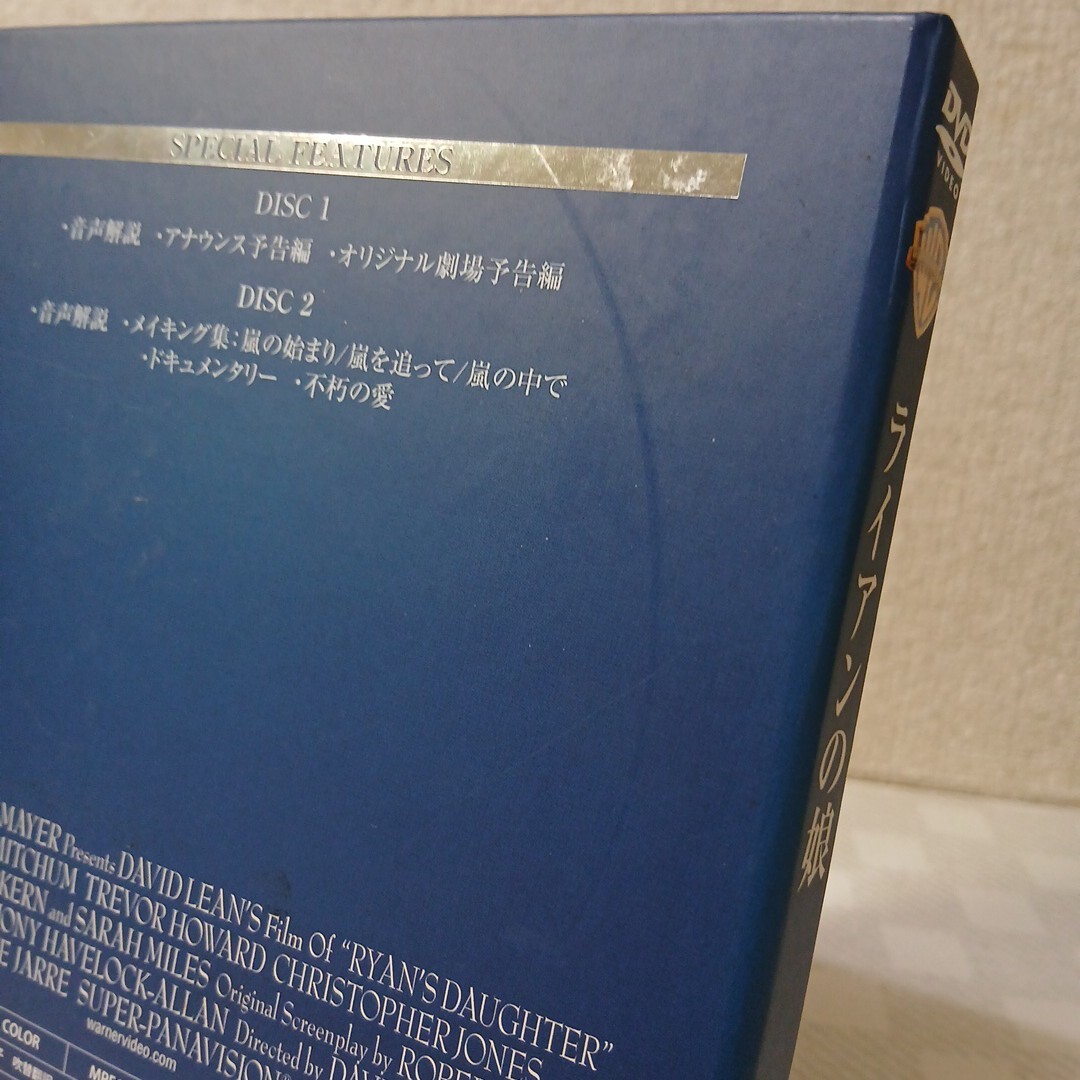 SPECIAL FEATURES
DISC 1
・音声解説 ・アナウンス予告編 ・オリジナル劇場予告編
DISC 2
・音声解説 ・メイキング集:嵐の始まり/嵐を追って/嵐の中で
・ドキュメンタリー ・不朽の愛
MAYER Presents DAVID LEAN'S Film Of "RYAN'S DAUGHTER"
MITCHUM TREVOR HOWARD CHRISTOPHER JONES
KERN and SARAH MILES Original Screenplay by
HAVELOCK-ALLAN Directed by
JARRE SUPER-PANAVISION®
warnervideo.com
COLOR
DVD
VIDEO
WB
ライアンの娘